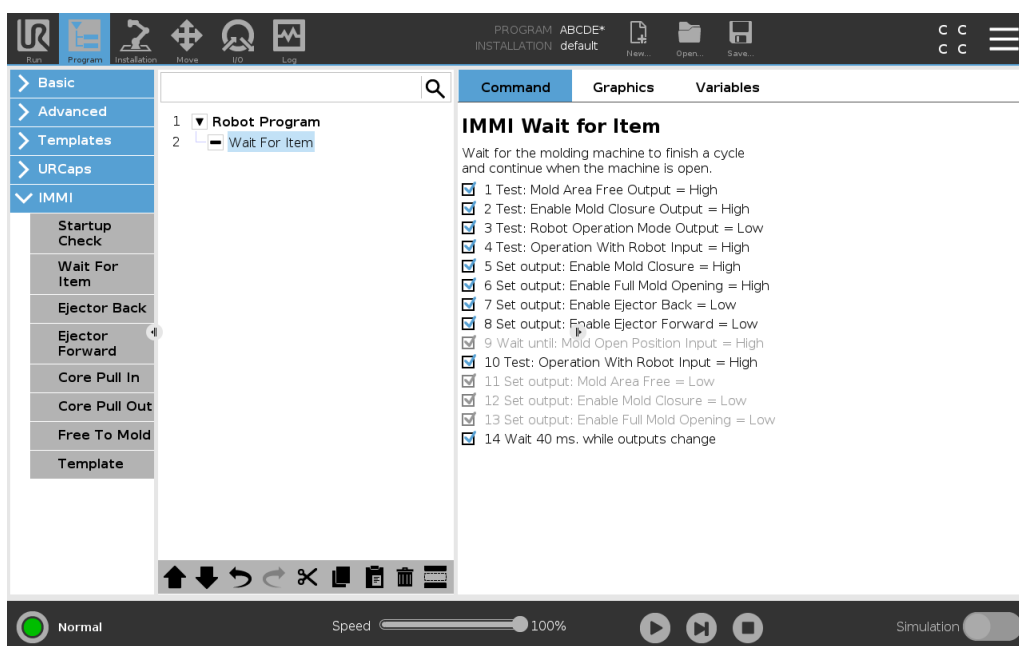 UR
PROGRAM ABCDE*
INSTALLATION default
Run
Program
Installation
Move
I/O
Log
New...
Open...
Save...
C C
C C
Basic
Advanced
Templates
URCaps
IMMI
Startup
Check
Wait For
Item
Ejector Back
Ejector
Forward
Core Pull In
Core Pull Out
Free To Mold
Template
1 Robot Program
2 Wait For Item
Command Graphics Variables
IMMI Wait for Item
Wait for the molding machine to finish a cycle
and continue when the machine is open.
1 Test: Mold Area Free Output = High
2 Test: Enable Mold Closure Output = High
3 Test: Robot Operation Mode Output = Low
4 Test: Operation With Robot Input = High
5 Set output: Enable Mold Closure = High
6 Set output: Enable Full Mold Opening = High
7 Set output: Enable Ejector Back = Low
8 Set output: Enable Ejector Forward = Low
9 Wait until: Mold Open Position Input = High
10 Test: Operation With Robot Input = High
11 Set output: Mold Area Free = Low
12 Set output: Enable Mold Closure = Low
13 Set output: Enable Full Mold Opening = Low
14 Wait 40 ms. while outputs change
Normal
Speed 100%
Simulation